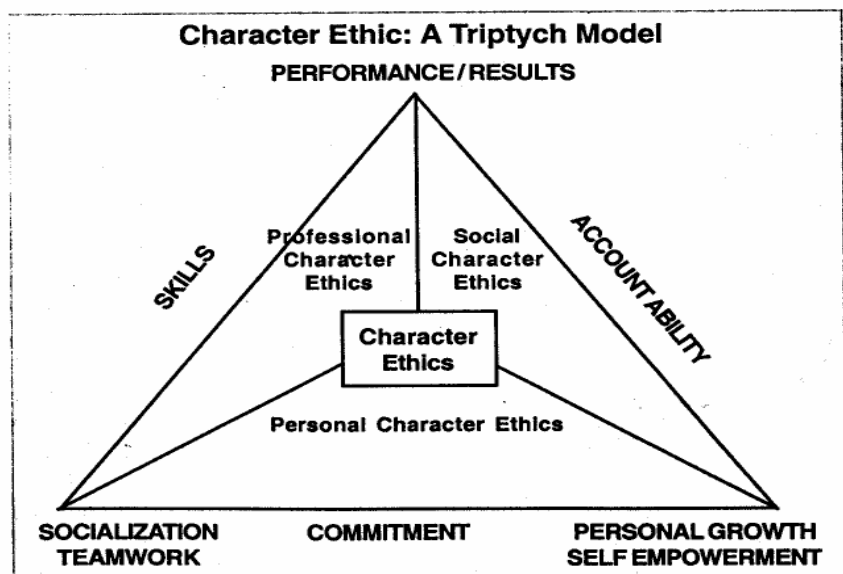 Character Ethic: A Triptych Model
PERFORMANCE/RESULTS
SKILLS
Professional
Character
Ethics
Social
Character
Ethics
ACCOUNTABILITY
Character
Ethics
Personal Character Ethics
SOCIALIZATION
TEAMWORK
COMMITMENT
PERSONAL GROWTH
SELF EMPOWERMENT